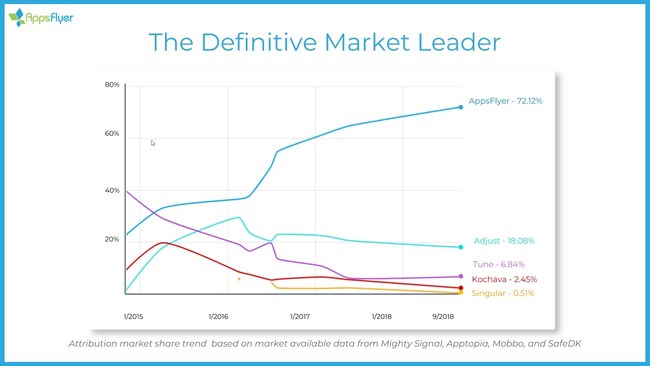 AppsFlyer
The Definitive Market Leader
80%
60%
40%
20%
AppsFlyer - 72.12%
Adjust - 18.08%
Tune - 6.84%
Kochava - 2.45%
Singular - 0.51%
1/2015
1/2016
1/2017
1/2018
9/2018
Attribution market share trend based on market available data from Mighty Signal, Apptopia, Mobbo, and SafeDK